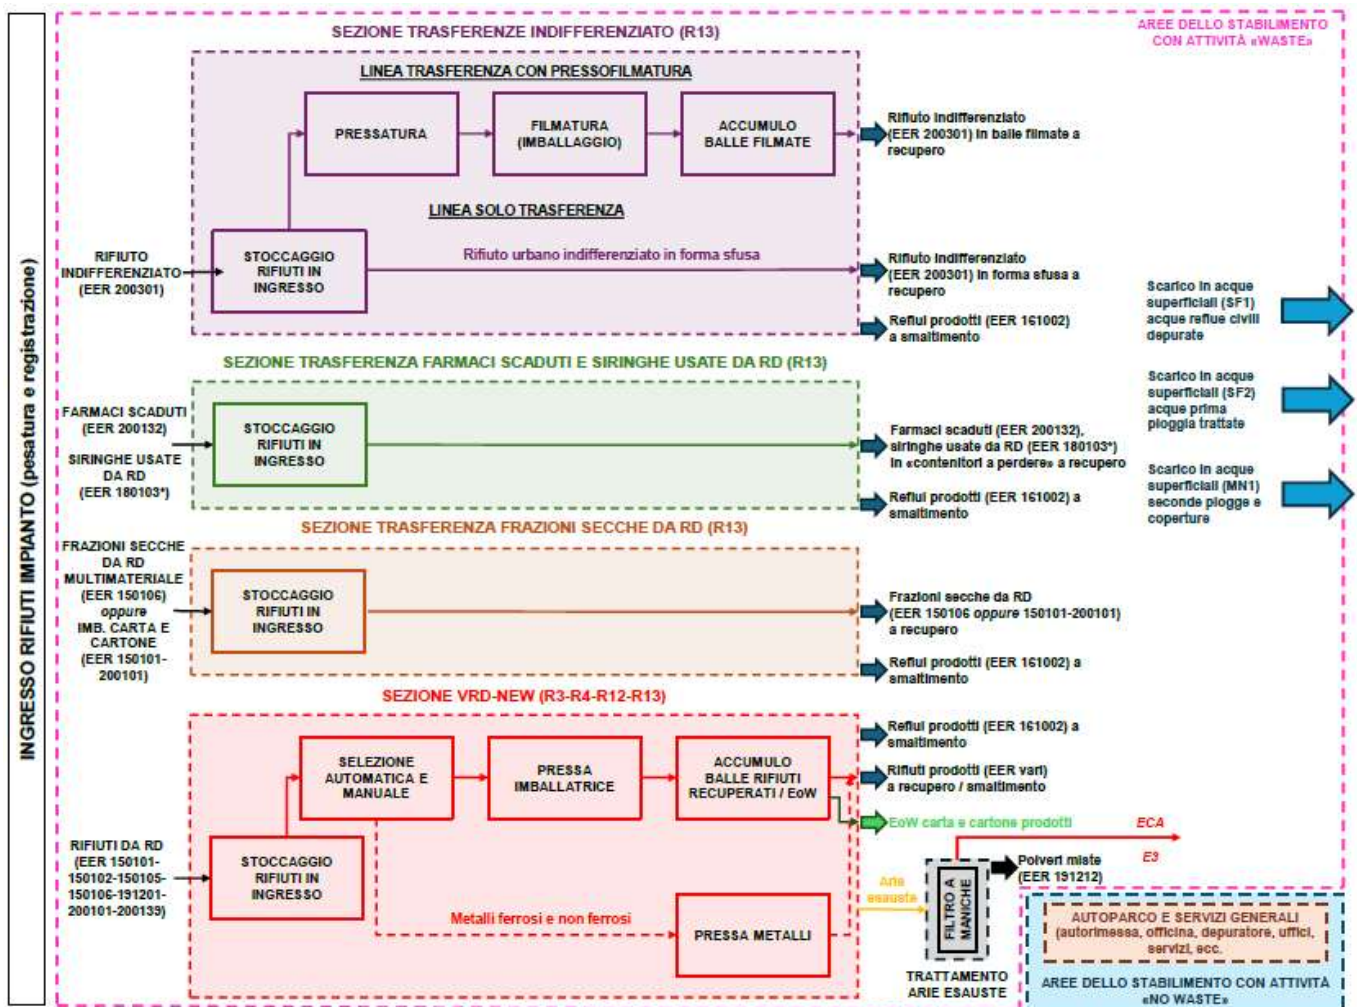 INGRESSO RIFIUTI IMPIANTO (pesatura e registrazione)
AREE DELLO STABILIMENTO
CON ATTIVITÀ «WASTE»
SEZIONE TRASFERENZE INDIFFERENZIATO (R13)
LINEA TRASFERENZA CON PRESSOFILMATURA
PRESSATURA
FILMATURA
(IMBALLAGGIO)
ACCUMULO
BALLE FILMATE
Rifiuto Indifferenziato
(EER 200301) in balle filmate a
recupero
LINEA SOLO TRASFERENZA
RIFIUTO
INDIFFERENZIATO
(EER 200301)
STOCCAGGIO
RIFIUTI IN
INGRESSO
Rifiuto urbano indifferenziato in forma sfusa
Rifiuto Indifferenziato
(EER 200301) in forma sfusa a
recupero
Reflui prodotti (EER 161002)
a smaltimento
Scarico in acque
superficiali (SF1)
acque reflue civili
depurate
SEZIONE TRASFERENZA FARMACI SCADUTI E SIRINGHE USATE DA RD (R13)
FARMACI SCADUTI
(EER 200132)
SIRINGHE USATE
DA RD
(EER 180103*)
STOCCAGGIO
RIFIUTI IN
INGRESSO
Farmaci scaduti (EER 200132),
siringhe usate da RD (EER 180103*)
in «contenitori a perdere» a recupero
Reflui prodotti (EER 161002) a
smaltimento
Scarico in acque
superficiali (SF2)
acque prima
pioggia trattate
Scarico in acque
superficiali (MN1)
seconde piogge e
coperture
SEZIONE TRASFERENZA FRAZIONI SECCHE DA RD (R13)
FRAZIONI SECCHE
DA RD
MULTIMATERIALE
(EER 150106)
oppure
IMB. CARTA E
CARTONE
(EER 150101-
200101)
STOCCAGGIO
RIFIUTI IN
INGRESSO
Frazioni secche da RD
(EER 150106 oppure 150101-200101)
a recupero
Reflui prodotti (EER 161002) a
smaltimento
SEZIONE VRD-NEW (R3-R4-R12-R13)
SELEZIONE
AUTOMATICA E
MANUALE
PRESSA
IMBALLATRICE
ACCUMULO
BALLE RIFIUTI
RECUPERATI / EoW
Reflui prodotti (EER 161002) a
smaltimento
Rifiuti prodotti (EER vari)
a recupero / smaltimento
EoW carta e cartone prodotti
RIFIUTI DA RD
(EER 150101-
150102-150105-
150106-191201-
200101-200139)
STOCCAGGIO
RIFIUTI IN
INGRESSO
Metalli ferrosi e non ferrosi
PRESSA METALLI
Arie
esauste
FILTRO A
MANICHE
TRATTAMENTO
ARIE ESAUSTE
ECA
E3
Polveri miste
(EER 191212)
AUTOPARCO E SERVIZI GENERALI
(autorimessa, officina, depuratore, uffici,
servizi, ecc.
AREE DELLO STABILIMENTO CON ATTIVITÀ
«NO WASTE»